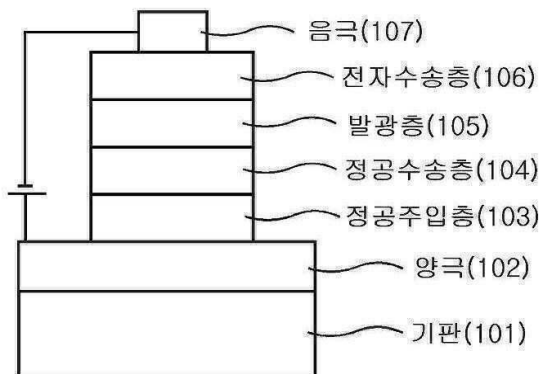 음극(107)
전자수송층(106)
발광층(105)
정공수송층(104)
정공주입층(103)
양극(102)
기판(101)